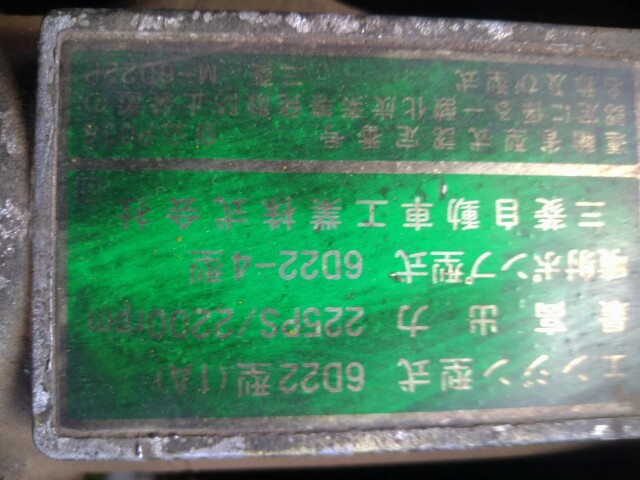 エンジン型式 6D22型(1A)
最高出力 225PS/2200rpm
噴射ポンプ型式 6D22-4型
三菱自動車工業株式会社
運輸省型式認定番号
認定に係る一酸化炭素等発散防止装置の
名称及び型式 三菱 M-6D22P